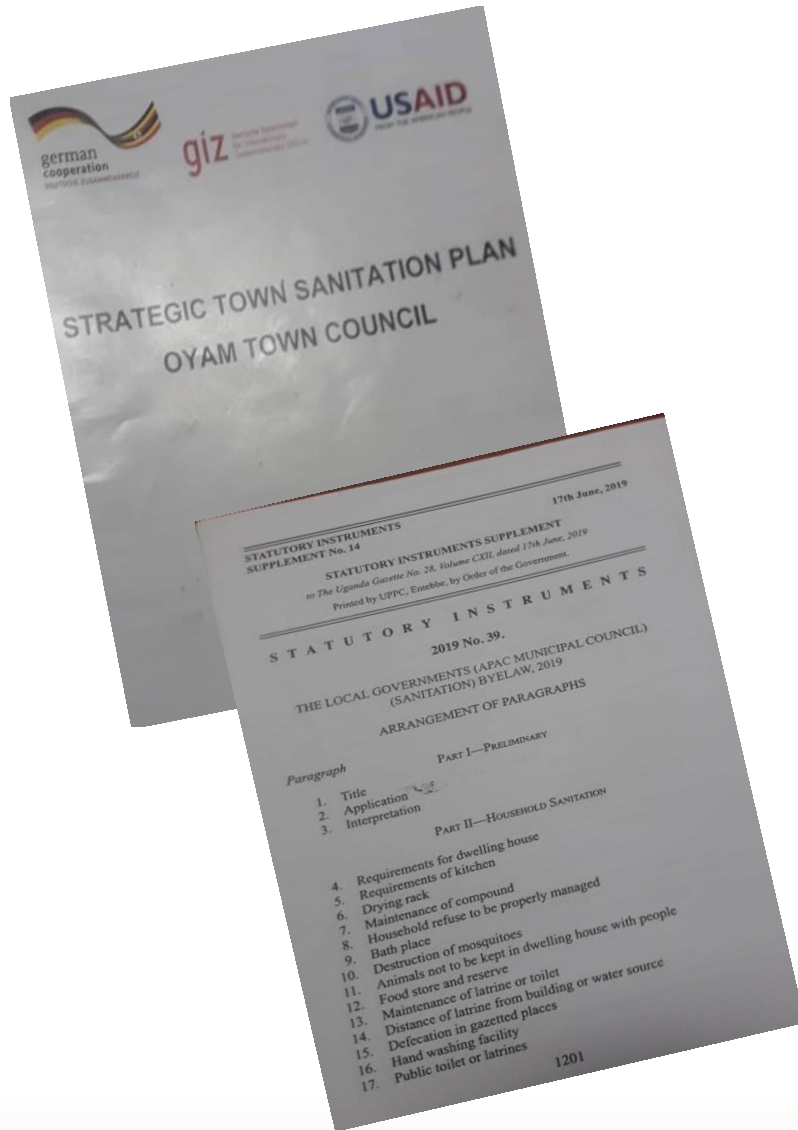 german
cooperation
DEUTSCHE ZUSAMMENARBEIT
giz
USAID
FROM THE AMERICAN PEOPLE
STRATEGIC TOWN SANITATION PLAN
OYAM TOWN COUNCIL
STATUTORY INSTRUMENTS
SUPPLEMENT No. 14
17th June, 2019
STATUTORY INSTRUMENTS SUPPLEMENT
to The Uganda Gazette No. 28, Volume CXII, dated 17th June, 2019
Printed by UPPC, Entebbe, by Order of the Government.
STATUTORY INSTRUMENTS
2019 No. 39.
THE LOCAL GOVERNMENTS (APAC MUNICIPAL COUNCIL)
(SANITATION) BYELAW, 2019
ARRANGEMENT OF PARAGRAPHS
Paragraph
PART I—PRELIMINARY
1. Title
2. Application
3. Interpretation
PART II—HOUSEHOLD SANITATION
4. Requirements for dwelling house
5. Requirements of kitchen
6. Drying rack
7. Maintenance of compound
8. Household refuse to be properly managed
9. Bath place
10. Destruction of mosquitoes
11. Animals not to be kept in dwelling house with people
12. Food store and reserve
13. Maintenance of latrine or toilet
14. Distance of latrine from building or water source
15. Defecation in gazetted places
16. Hand washing facility
17. Public toilet or latrines
1201